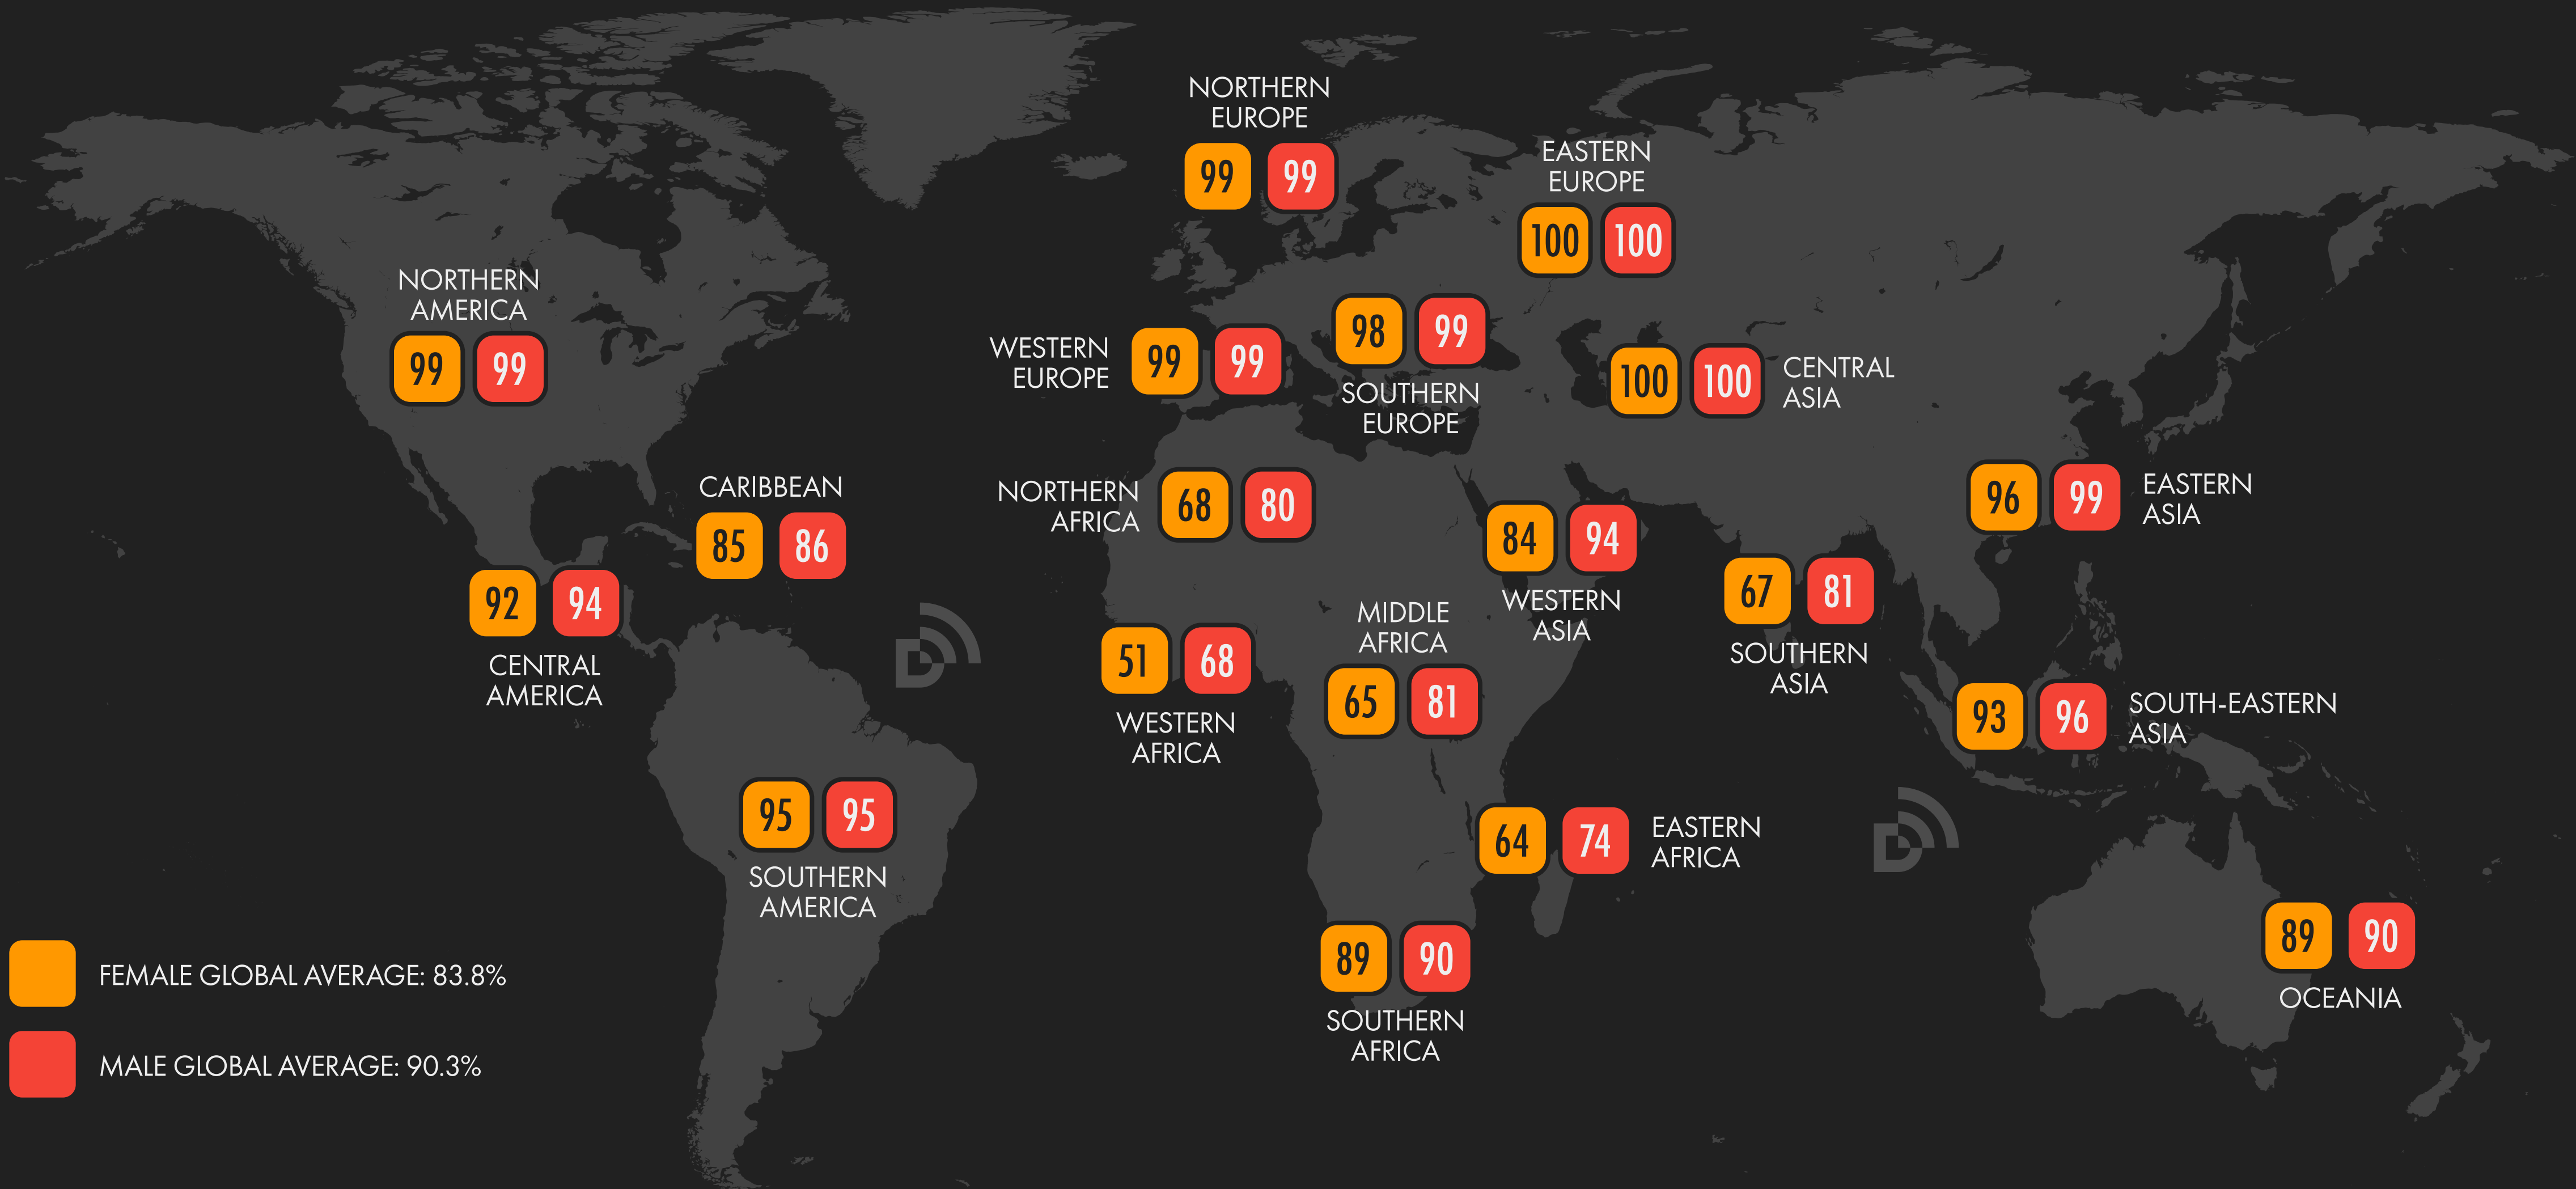 NORTHERN
EUROPE
99 99
EASTERN
EUROPE
100 100
NORTHERN
AMERICA
99 99
WESTERN
EUROPE
99 99
98 99
SOUTHERN
EUROPE
100 100
CENTRAL
ASIA
CARIBBEAN
85 86
NORTHERN
AFRICA
68 80
84 94
WESTERN
ASIA
96 99
EASTERN
ASIA
92 94
CENTRAL
AMERICA
51 68
WESTERN
AFRICA
MIDDLE
AFRICA
65 81
67 81
SOUTHERN
ASIA
93 96
SOUTH-EASTERN
ASIA
95 95
SOUTHERN
AMERICA
64 74
EASTERN
AFRICA
89 90
SOUTHERN
AFRICA
89 90
OCEANIA
FEMALE GLOBAL AVERAGE: 83.8%
MALE GLOBAL AVERAGE: 90.3%